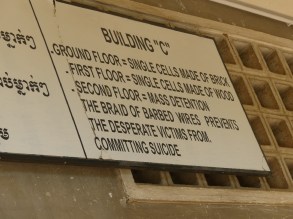 BUILDING "C"
GROUND FLOOR = SINGLE CELLS MADE OF BRICK
FIRST FLOOR = SINGLE CELLS MADE OF WOOD
SECOND FLOOR = MASS DETENTION
THE BRAID OF BARBED WIRES PREVENTS
THE DESPERATE VICTIMS FROM
COMMITTING SUICIDE